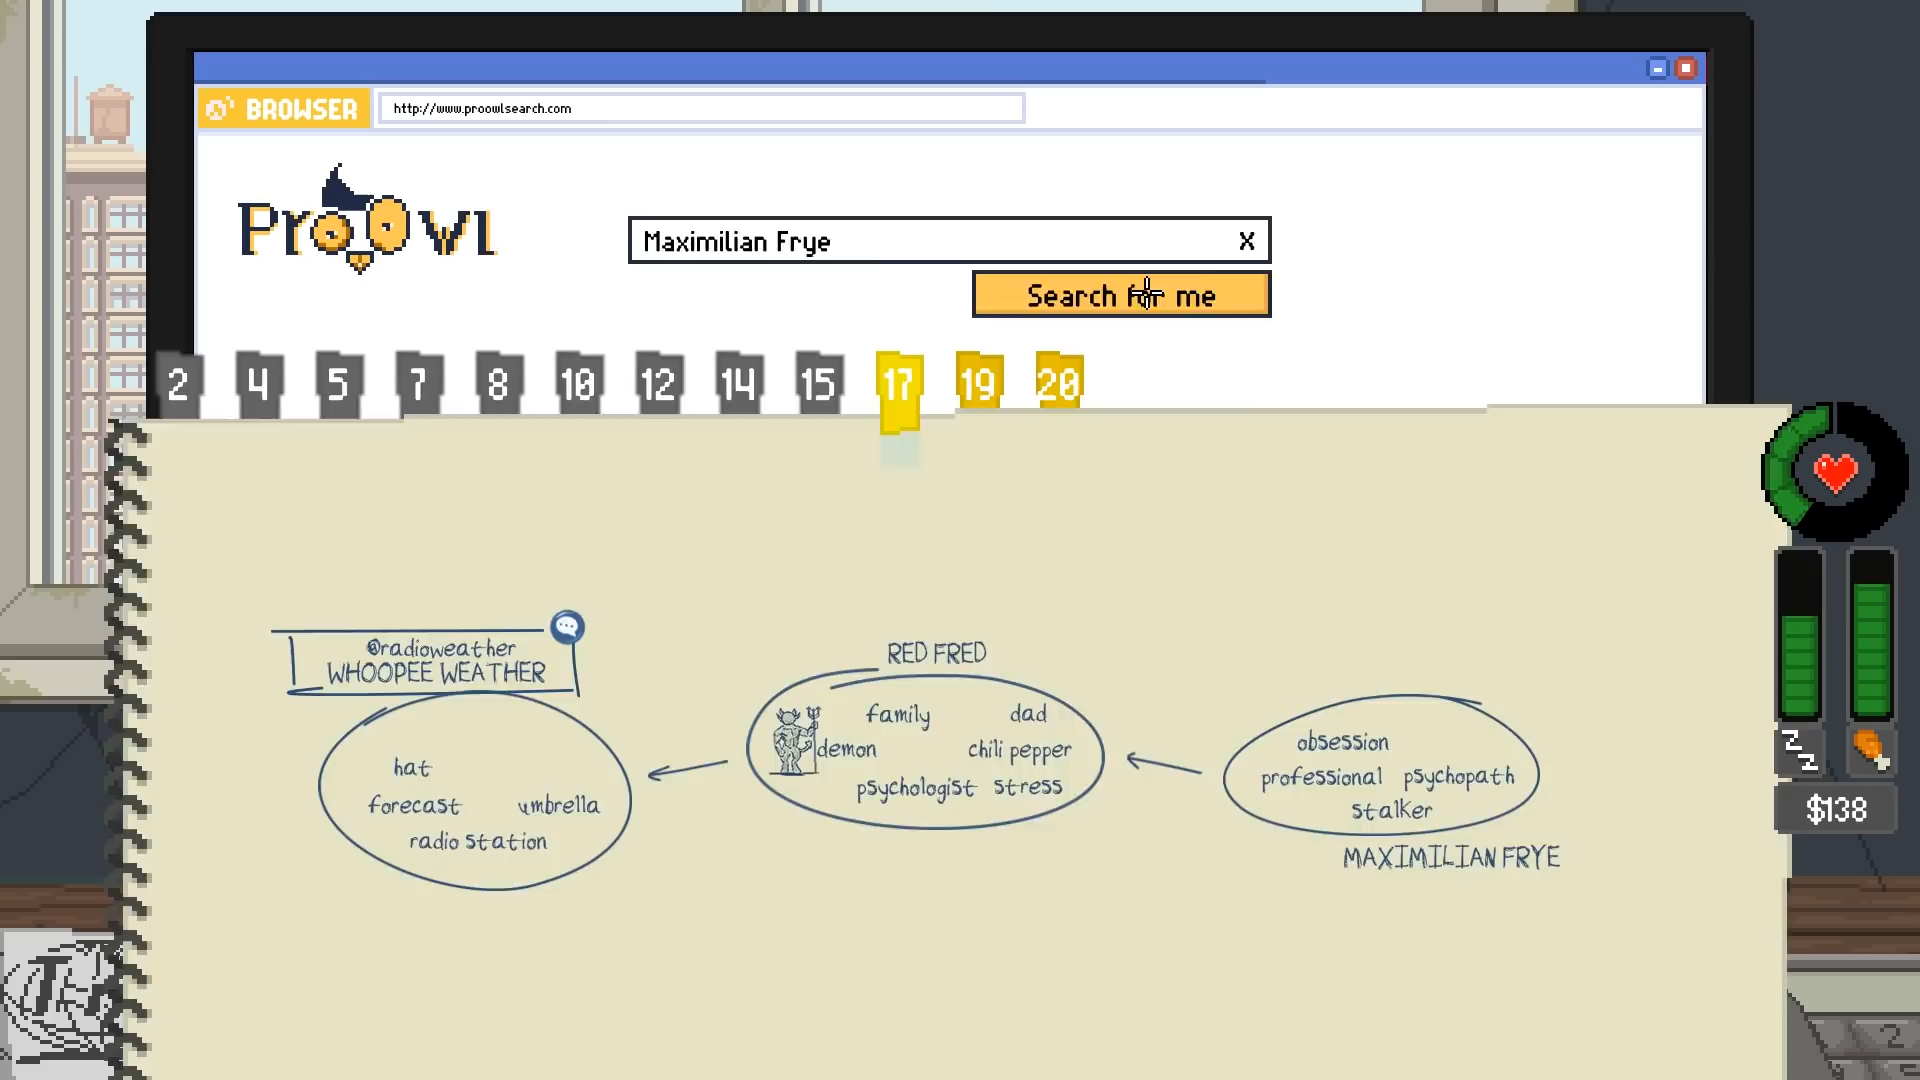 BROWSER
http://www.proowlsearch.com
PrOOwl
Maximilian Frye X
Search for me
2 4 5 7 8 10 12 14 15 17 19 20
@radioweather
WHOOPEE WEATHER
hat
forecast umbrella
radio station
RED FRED
family dad
demon chili pepper
psychologist stress
obsession
professional psychopath
stalker
MAXIMILIAN FRYE
zzz
$138
2